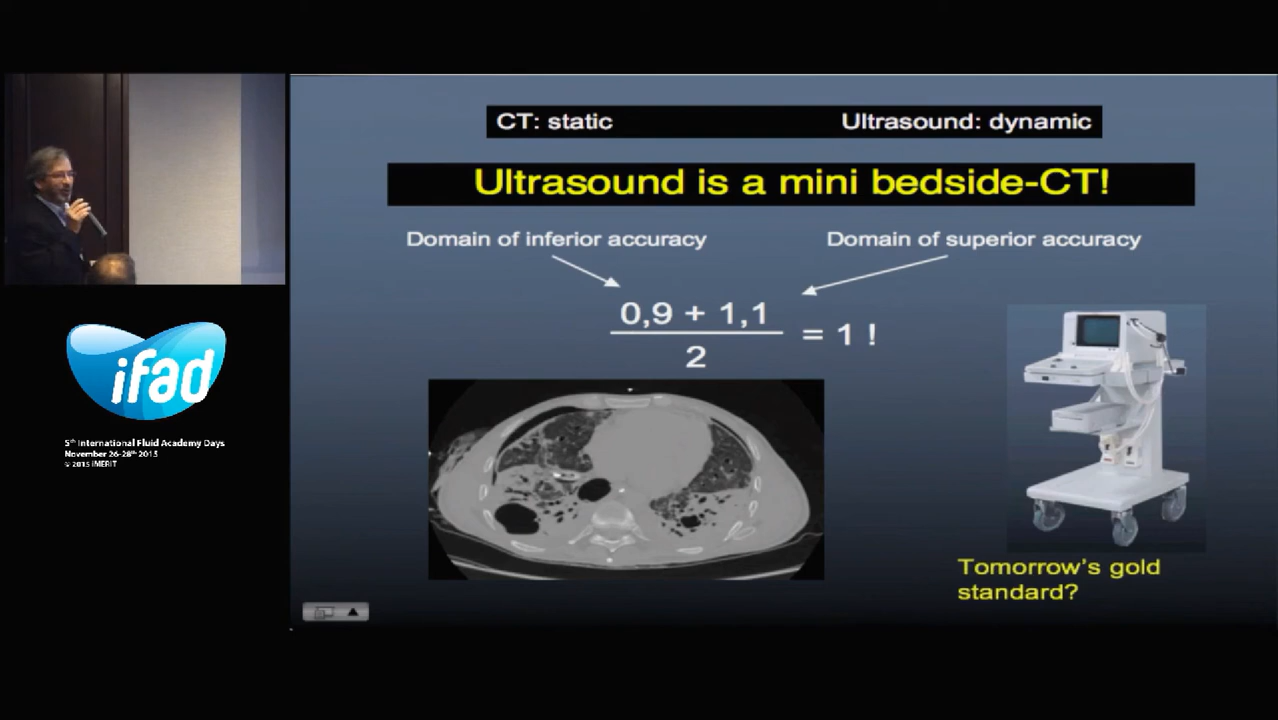 CT: static
Ultrasound: dynamic
Ultrasound is a mini bedside-CT!
Domain of inferior accuracy
Domain of superior accuracy
0,9 + 1,1
2
= 1 !
Tomorrow's gold
standard?
ifad
5th International Fluid Academy Days
November 26-28th 2015
© 2015 iMERIT